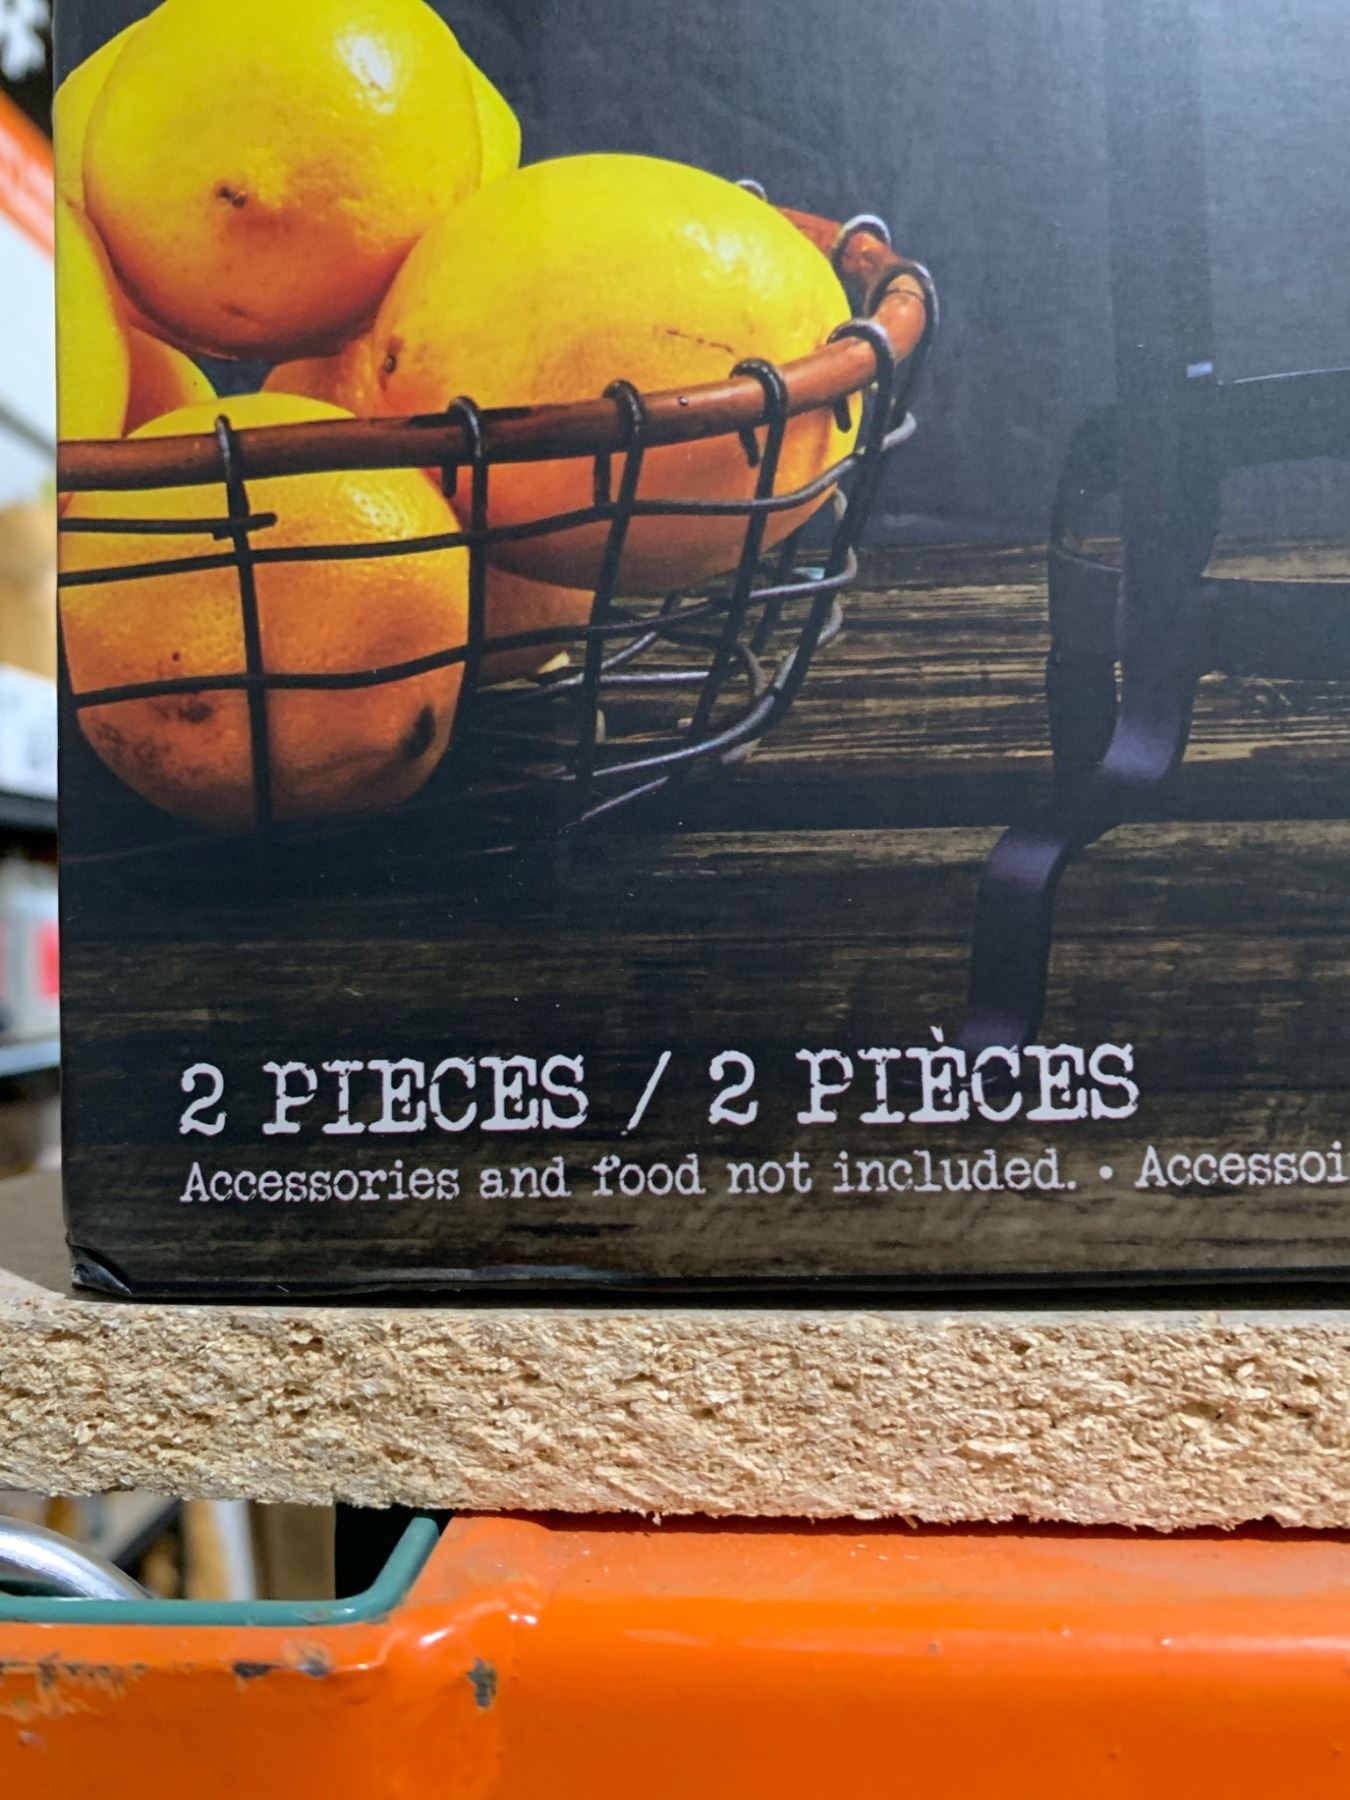 2 PIECES / 2 PIÈCES
Accessories and food not included. • Accessoi